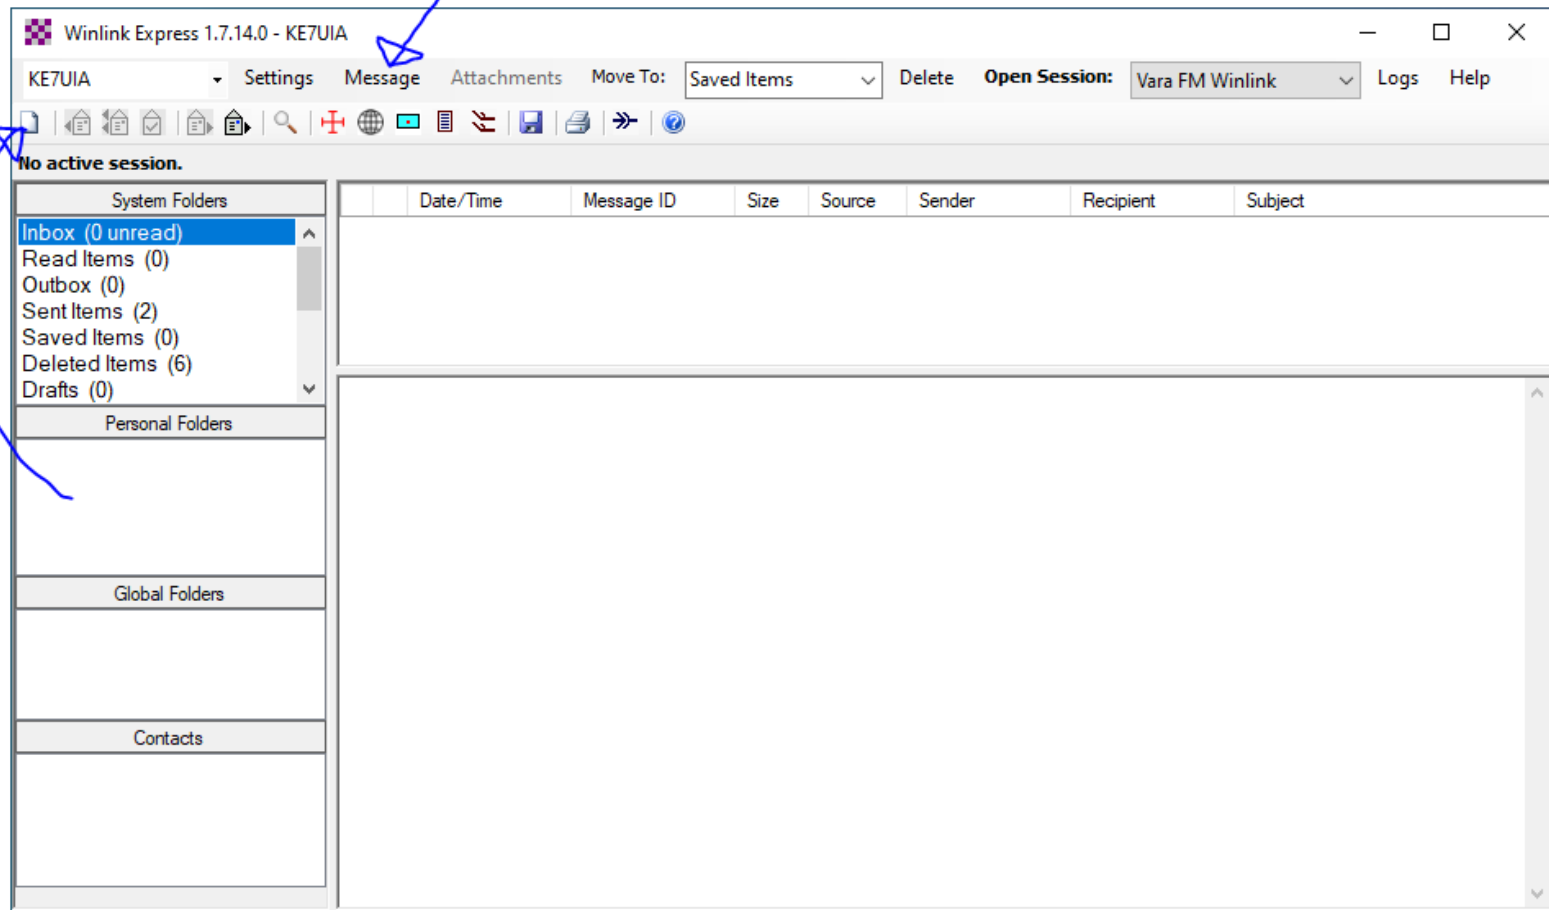 Winlink Express 1.7.14.0 - KE7UIA
KE7UIA Settings Message Attachments Move To: Saved Items Delete Open Session: Vara FM Winlink Logs Help
No active session.
System Folders
Date/Time Message ID Size Source Sender Recipient Subject
Inbox (0 unread)
Read Items (0)
Outbox (0)
Sent Items (2)
Saved Items (0)
Deleted Items (6)
Drafts (0)
Personal Folders
Global Folders
Contacts